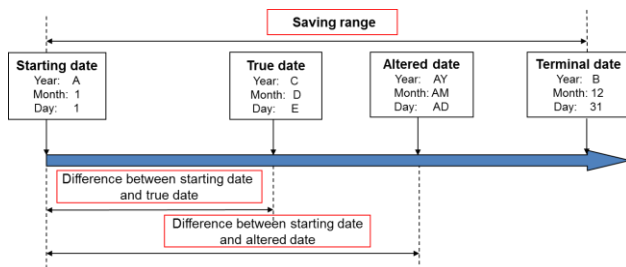 Saving range
Starting date
Year: A
Month: 1
Day: 1
True date
Year: C
Month: D
Day: E
Altered date
Year: AY
Month: AM
Day: AD
Terminal date
Year: B
Month: 12
Day: 31
Difference between starting date
and true date
Difference between starting date
and altered date